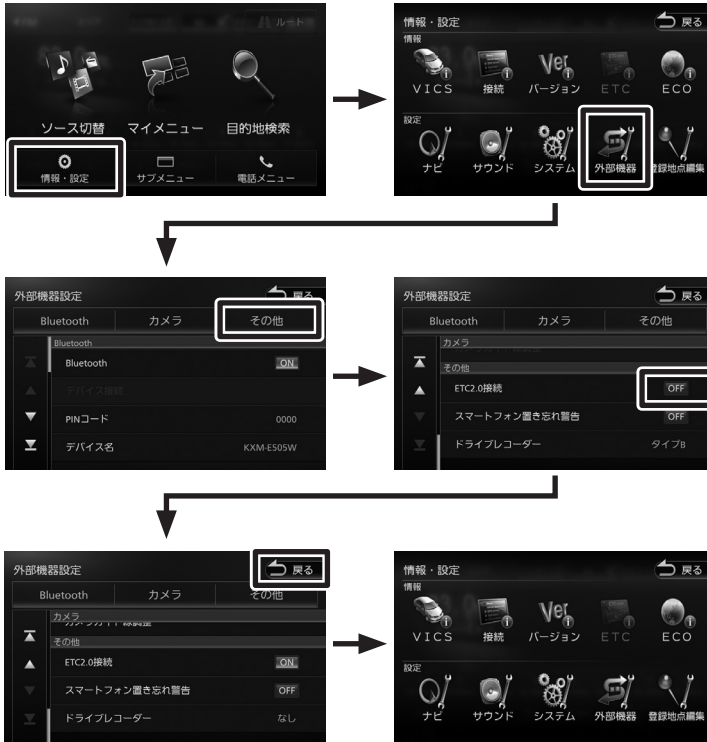 ルート
ソース切替
マイメニュー
目的地検索
情報・設定
サブメニュー
電話メニュー
情報・設定
戻る
情報
VICS
接続
Ver
バージョン
ETC
ECO
設定
ナビ
サウンド
システム
外部機器
登録地点編集
外部機器設定
戻る
Bluetooth
カメラ
その他
Bluetooth
Bluetooth
ON
デバイス接続
PINコード
0000
デバイス名
KXM-E505W
外部機器設定
戻る
Bluetooth
カメラ
その他
カメラ
その他
ETC2.0接続
OFF
スマートフォン置き忘れ警告
OFF
ドライブレコーダー
タイプB
外部機器設定
戻る
Bluetooth
カメラ
その他
カメラ
その他
ETC2.0接続
ON
スマートフォン置き忘れ警告
OFF
ドライブレコーダー
なし
情報・設定
戻る
情報
VICS
接続
Ver
バージョン
ETC
ECO
設定
ナビ
サウンド
システム
外部機器
登録地点編集